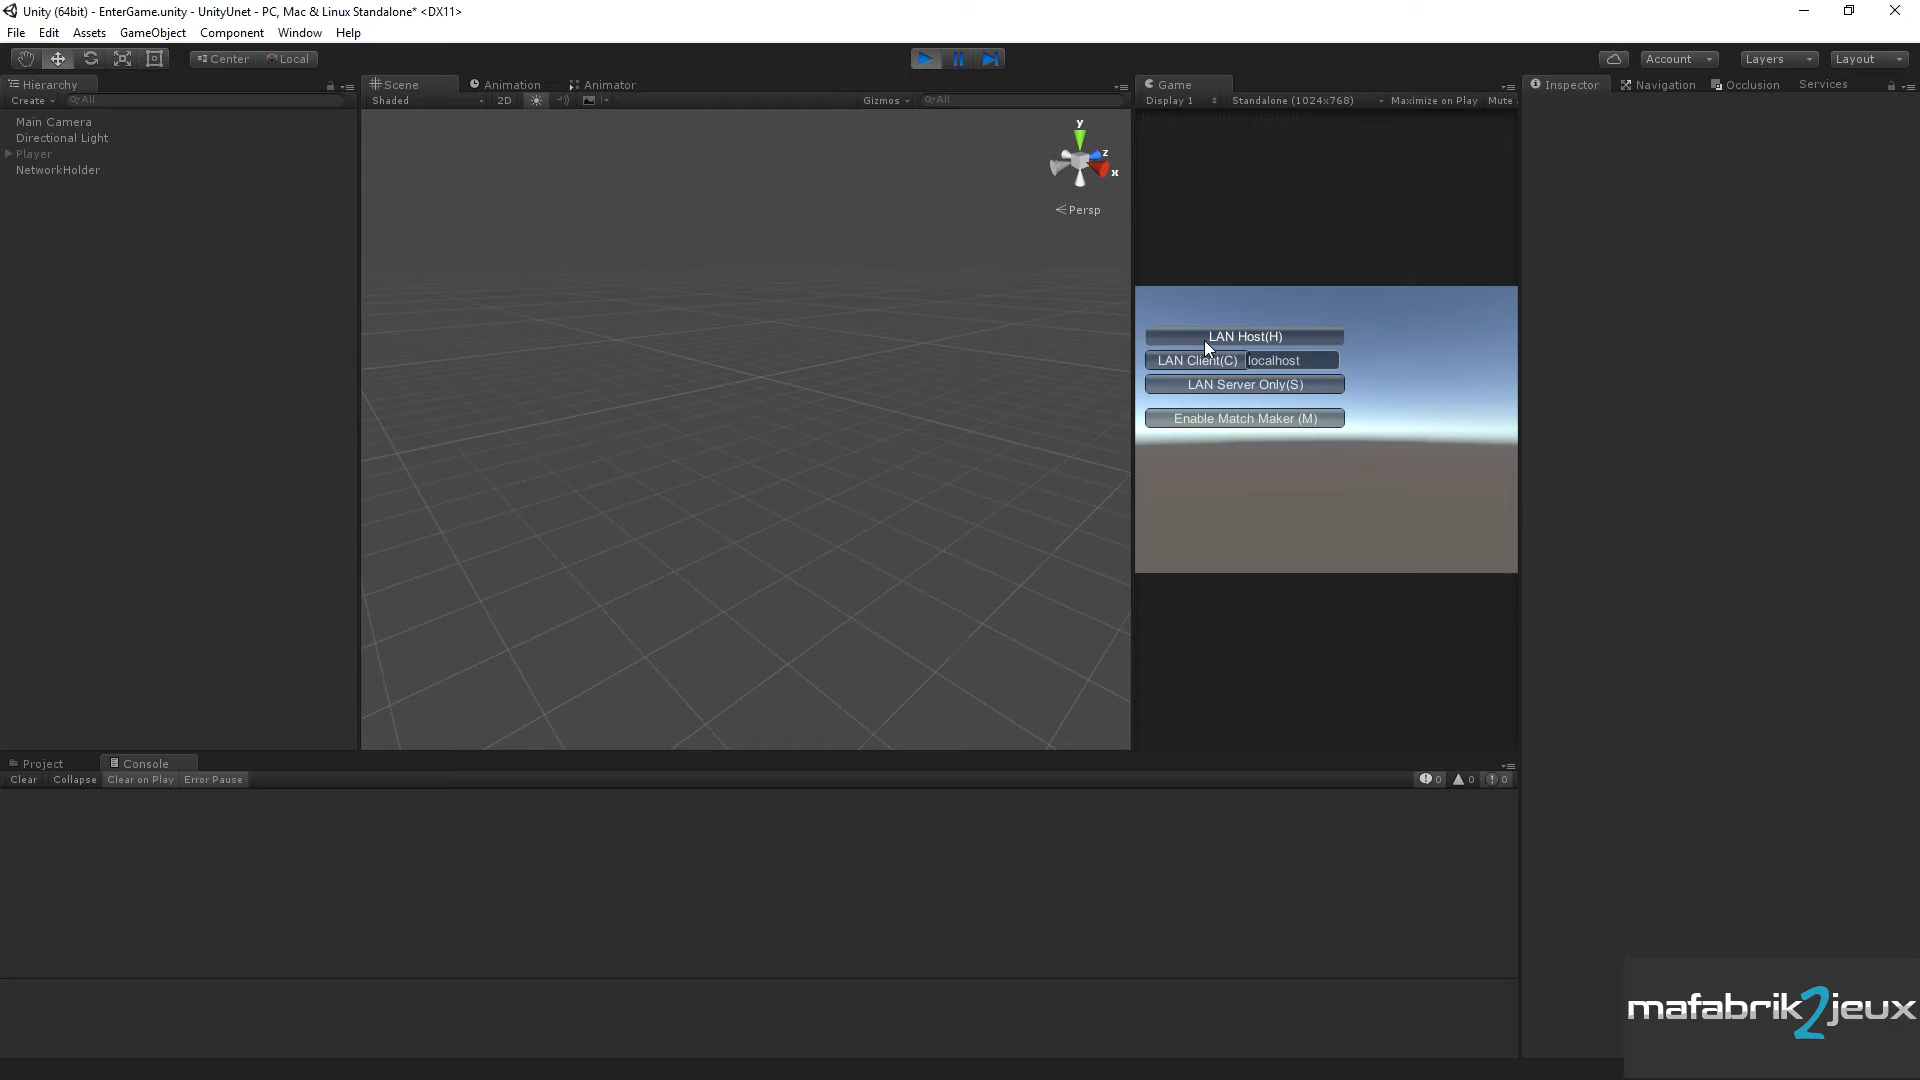 Unity (64bit) - EnterGame.unity - UnityUnet - PC, Mac & Linux Standalone* <DX11>
File Edit Assets GameObject Component Window Help
Center Local
Account Layers Layout
Hierarchy
Create All
Main Camera
Directional Light
Player
NetworkHolder
Scene Animation Animator
Shaded 2D Gizmos All
y
z
x
Persp
Game
Display 1 Standalone (1024x768) Maximize on Play Mute
LAN Host(H)
LAN Client(C) localhost
LAN Server Only(S)
Enable Match Maker (M)
Inspector Navigation Occlusion Services
Project Console
Clear Collapse Clear on Play Error Pause
0 0 0
mafabrik2jeux